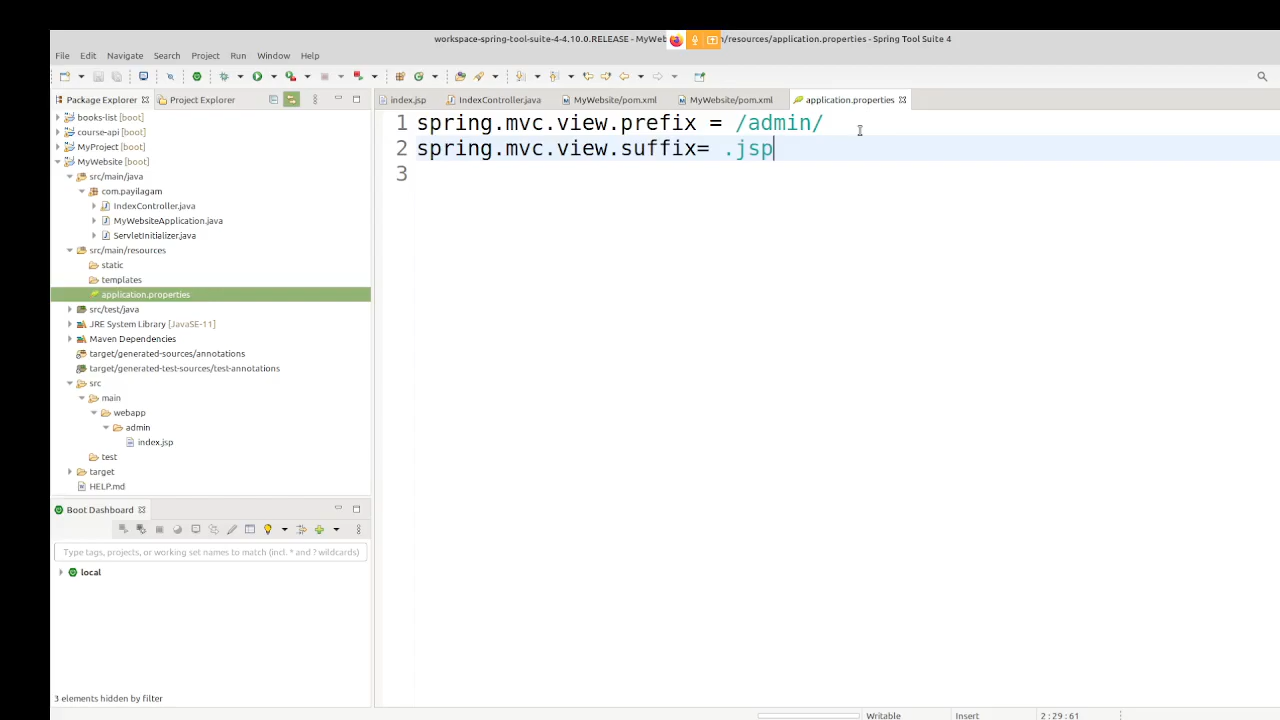 workspace-spring-tool-suite-4-4.10.0.RELEASE - MyWeb
/resources/application.properties - Spring Tool Suite 4
File Edit Navigate Search Project Run Window Help
Package Explorer
Project Explorer
index.jsp
IndexController.java
MyWebsite/pom.xml
MyWebsite/pom.xml
application.properties
books-list [boot]
course-api [boot]
MyProject [boot]
MyWebsite [boot]
src/main/java
com.payilagam
IndexController.java
MyWebsiteApplication.java
ServletInitializer.java
src/main/resources
static
templates
application.properties
src/test/java
JRE System Library [JavaSE-11]
Maven Dependencies
target/generated-sources/annotations
target/generated-test-sources/test-annotations
src
main
webapp
admin
index.jsp
test
target
HELP.md
1 spring.mvc.view.prefix = /admin/
2 spring.mvc.view.suffix= .jsp
3
Boot Dashboard
Type tags, projects, or working set names to match (incl. * and ? wildcards)
local
3 elements hidden by filter
Writable
Insert
2:29:61